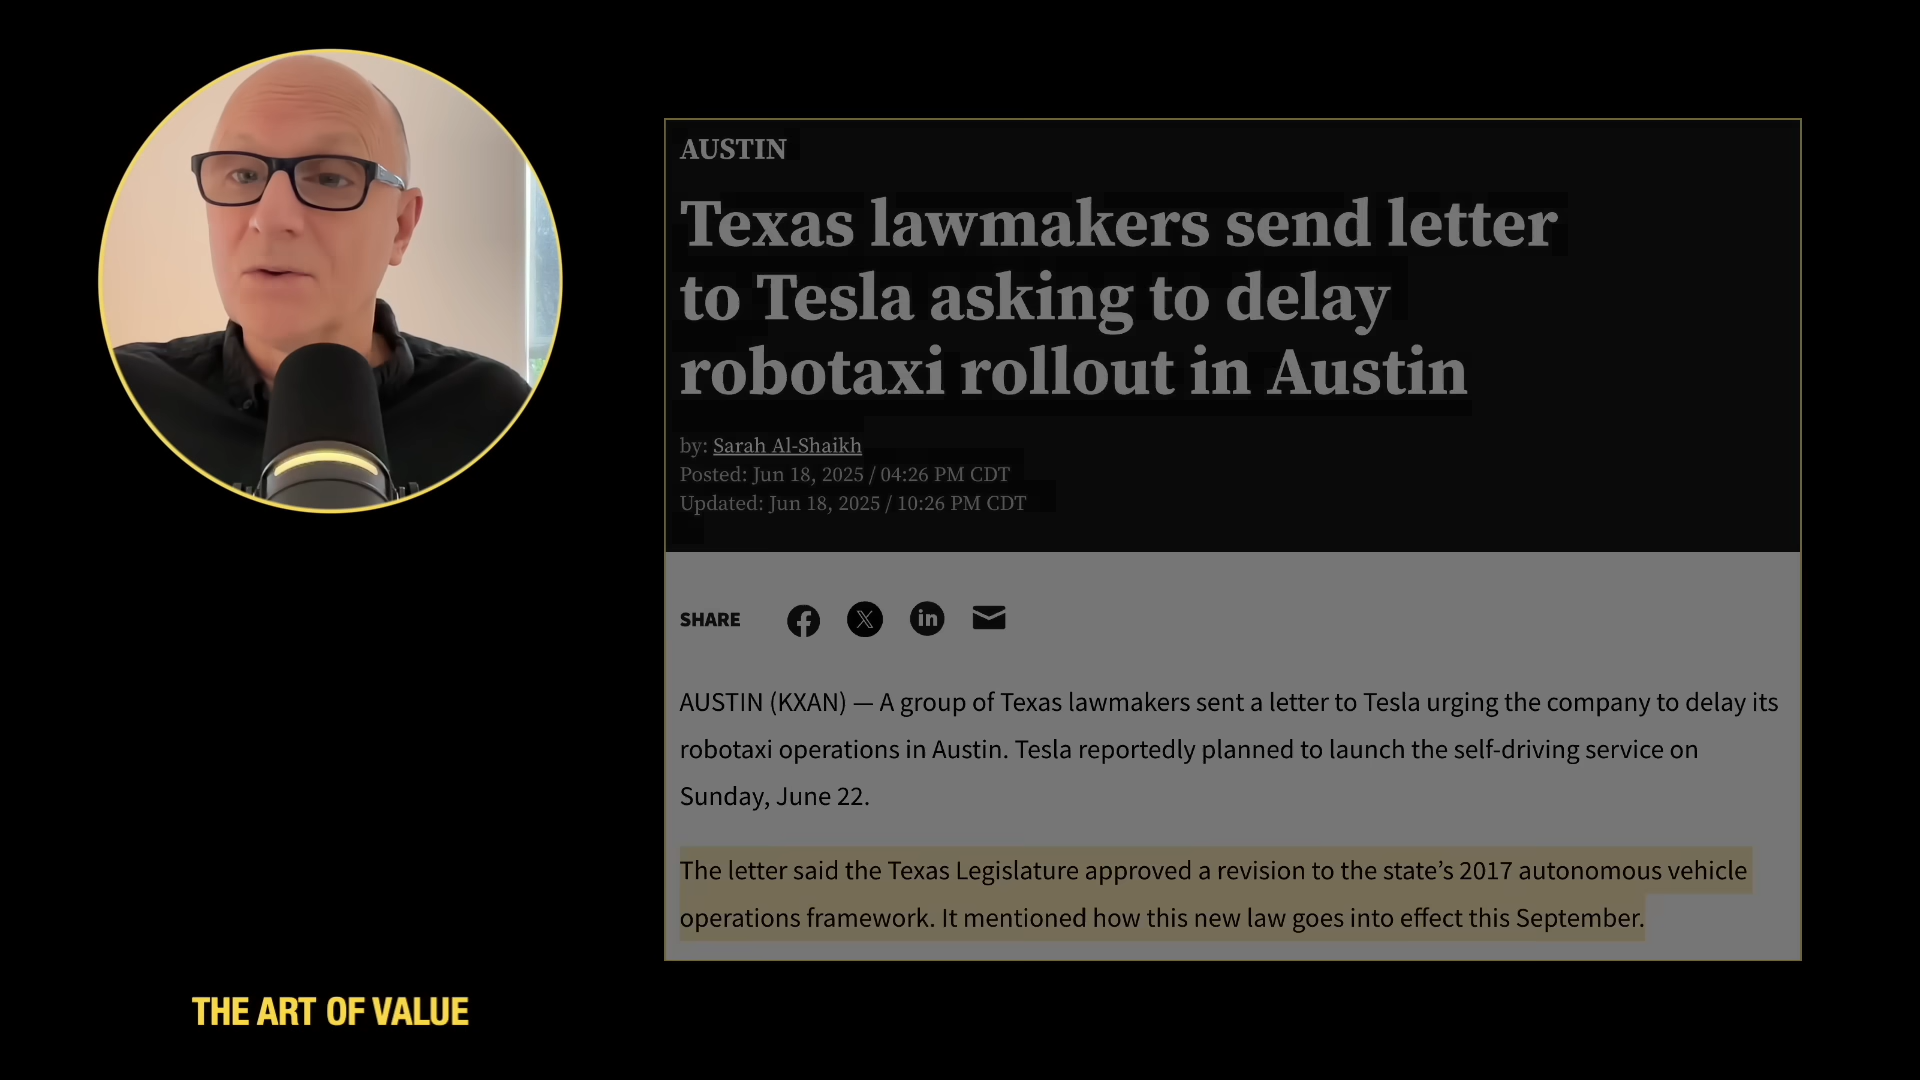 AUSTIN
Texas lawmakers send letter
to Tesla asking to delay
robotaxi rollout in Austin
by: Sarah Al-Shaikh
Posted: Jun 18, 2025 / 04:26 PM CDT
Updated: Jun 18, 2025 / 10:26 PM CDT
SHARE
AUSTIN (KXAN) — A group of Texas lawmakers sent a letter to Tesla urging the company to delay its
robotaxi operations in Austin. Tesla reportedly planned to launch the self-driving service on
Sunday, June 22.
The letter said the Texas Legislature approved a revision to the state’s 2017 autonomous vehicle
operations framework. It mentioned how this new law goes into effect this September.
THE ART OF VALUE